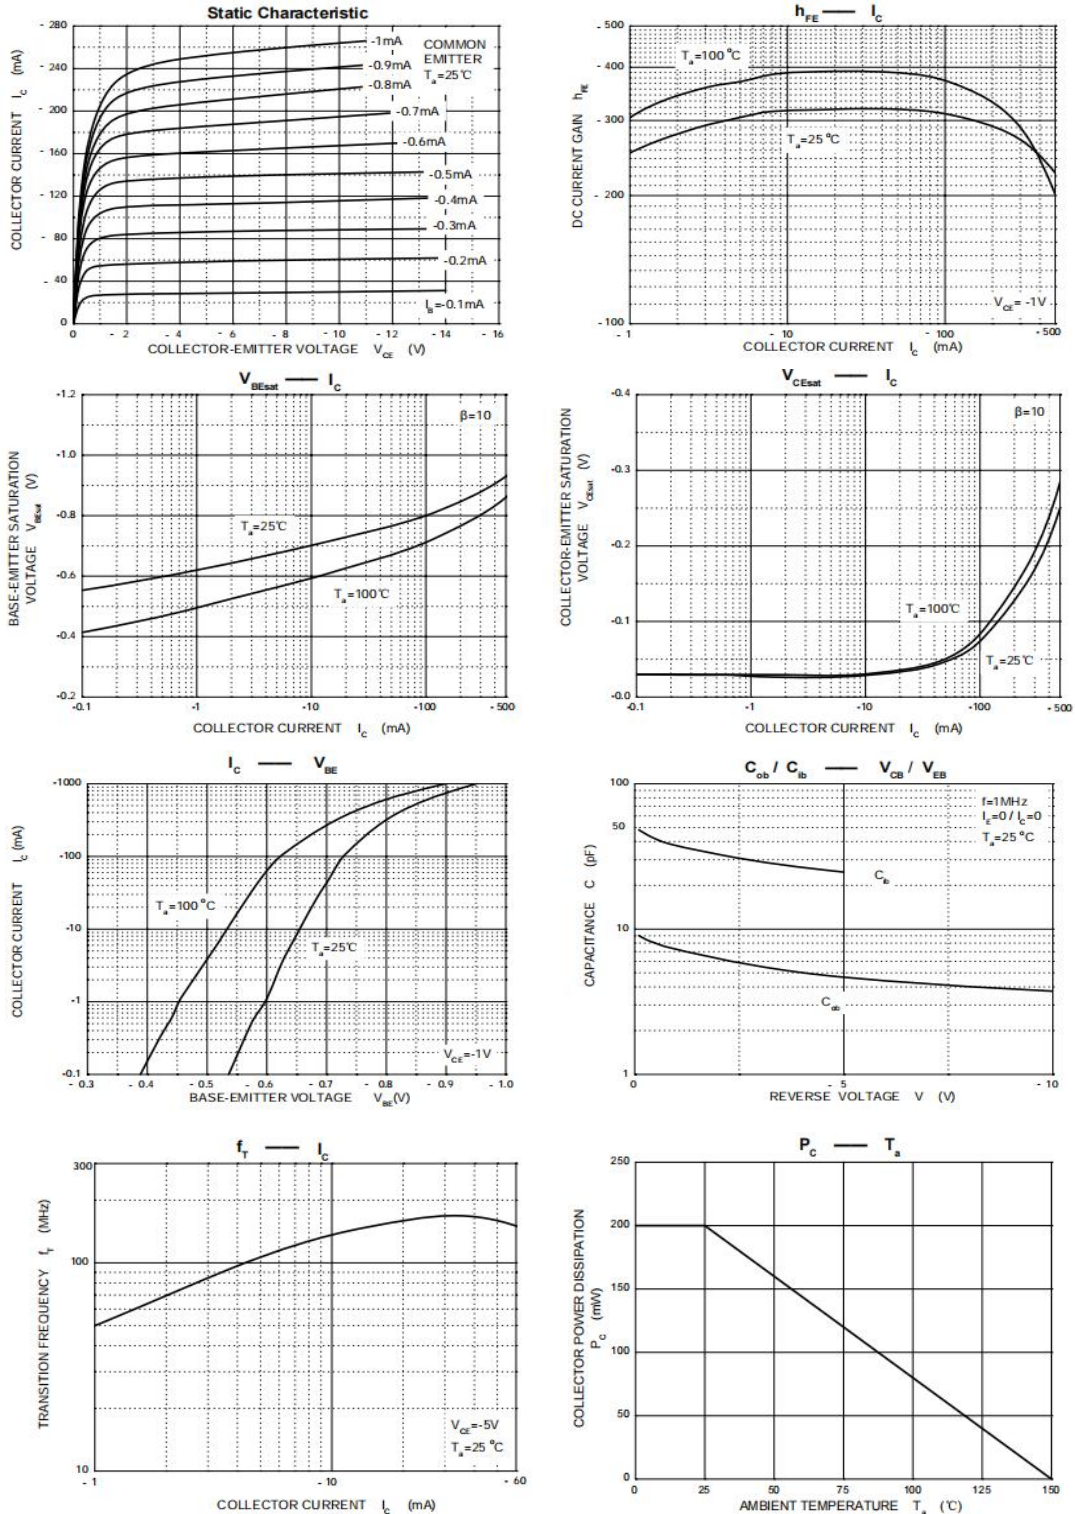 Static Characteristic
COLLECTOR CURRENT I_C (mA)
- 280
- 240
- 200
- 160
- 120
- 80
- 40
0
-1mA
-0.9mA
-0.8mA
-0.7mA
-0.6mA
-0.5mA
-0.4mA
-0.3mA
-0.2mA
I_B=-0.1mA
COMMON
EMITTER
T_a=25℃
0 - 2 - 4 - 6 - 8 - 10 - 12 - 14 - 16
COLLECTOR-EMITTER VOLTAGE V_CE (V)
h_FE —— I_C
DC CURRENT GAIN h_FE
- 500
- 400
- 300
- 200
- 100
T_a=100 °C
T_a=25 °C
V_CE= -1V
- 1 - 10 - 100 - 500
COLLECTOR CURRENT I_C (mA)
V_BEsat —— I_C
BASE-EMITTER SATURATION
VOLTAGE V_BEsat (V)
-1.2
-1.0
-0.8
-0.6
-0.4
-0.2
β=10
T_a=25℃
T_a=100℃
-0.1 -1 -10 -100 - 500
COLLECTOR CURRENT I_C (mA)
V_CEsat —— I_C
COLLECTOR-EMITTER SATURATION
VOLTAGE V_CEsat (V)
-0.4
-0.3
-0.2
-0.1
-0.0
β=10
T_a=100℃
T_a=25℃
-0.1 -1 -10 -100 - 500
COLLECTOR CURRENT I_C (mA)
I_C —— V_BE
COLLECTOR CURRENT I_C (mA)
-1000
-100
-10
-1
-0.1
T_a=100 °C
T_a=25℃
V_CE=-1V
- 0.3 - 0.4 - 0.5 - 0.6 - 0.7 - 0.8 - 0.9 - 1.0
BASE-EMITTER VOLTAGE V_BE(V)
C_ob / C_ib —— V_CB / V_EB
CAPACITANCE C (pF)
100
50
10
1
f=1MHz
I_E=0 / I_C=0
T_a=25 °C
C_ib
C_ob
0 - 5 - 10
REVERSE VOLTAGE V (V)
f_T —— I_C
TRANSITION FREQUENCY f_T (MHz)
300
100
10
V_CE=-5V
T_a=25 °C
- 1 - 10 - 60
COLLECTOR CURRENT I_C (mA)
P_C —— T_a
COLLECTOR POWER DISSIPATION
P_C (mW)
250
200
150
100
50
0
0 25 50 75 100 125 150
AMBIENT TEMPERATURE T_a (℃)